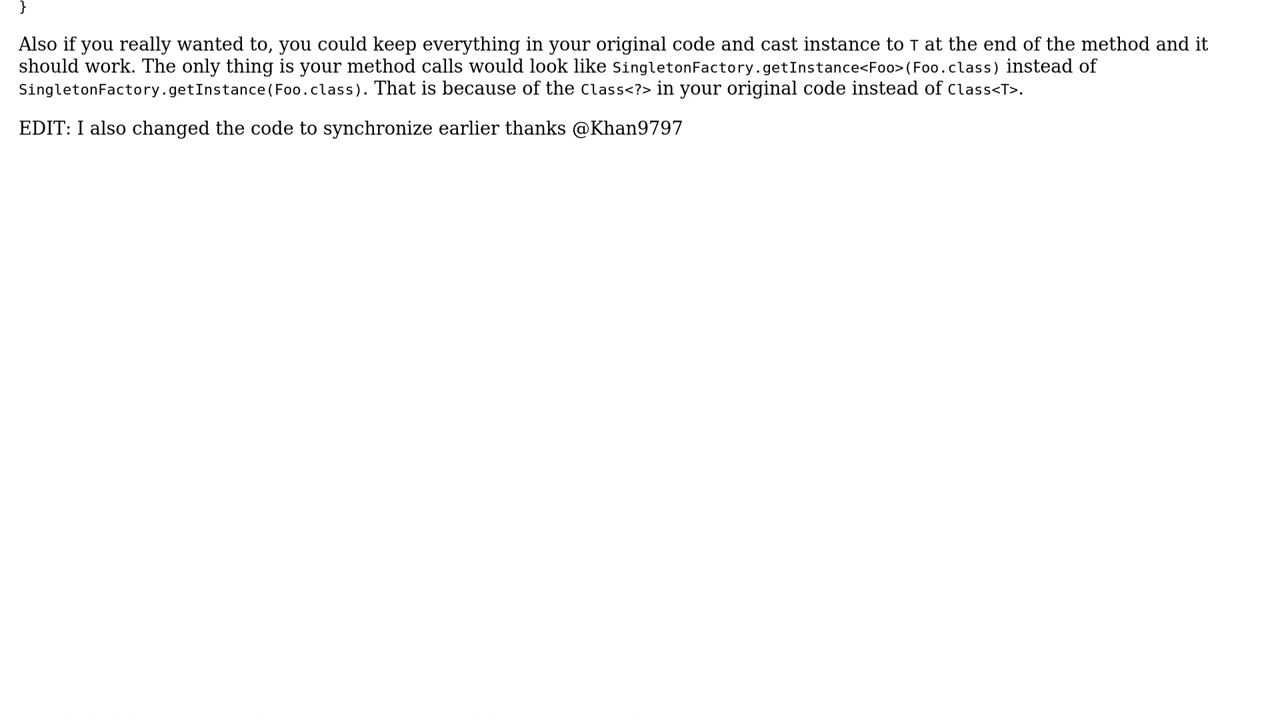 }
Also if you really wanted to, you could keep everything in your original code and cast instance to T at the end of the method and it
should work. The only thing is your method calls would look like SingletonFactory.getInstance<Foo>(Foo.class) instead of
SingletonFactory.getInstance(Foo.class). That is because of the Class<?> in your original code instead of Class<T>.
EDIT: I also changed the code to synchronize earlier thanks @Khan9797